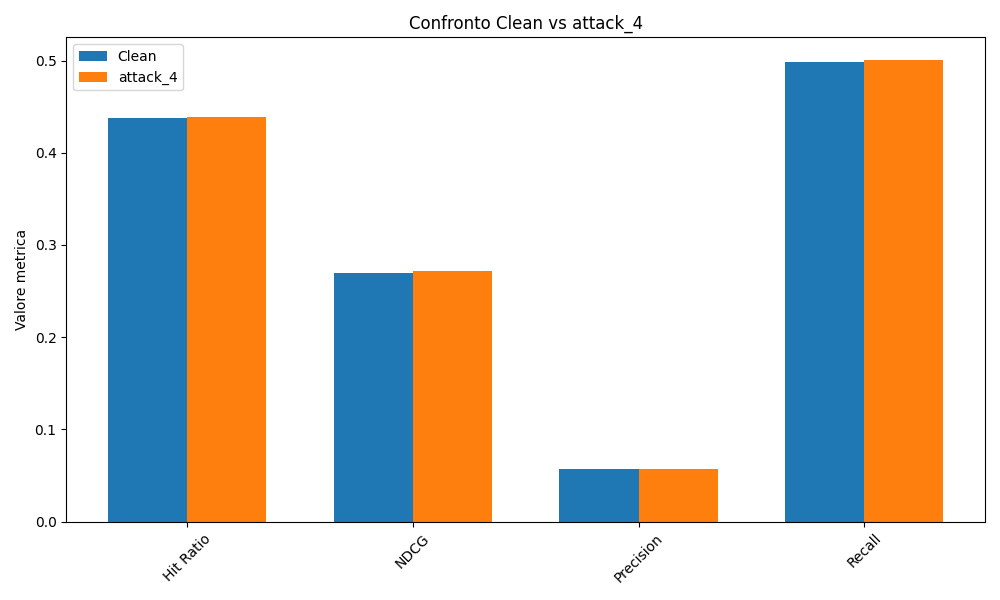 Confronto Clean vs attack_4
Clean
attack_4
Valore metrica
0.5
0.4
0.3
0.2
0.1
0.0
Hit Ratio
NDCG
Precision
Recall